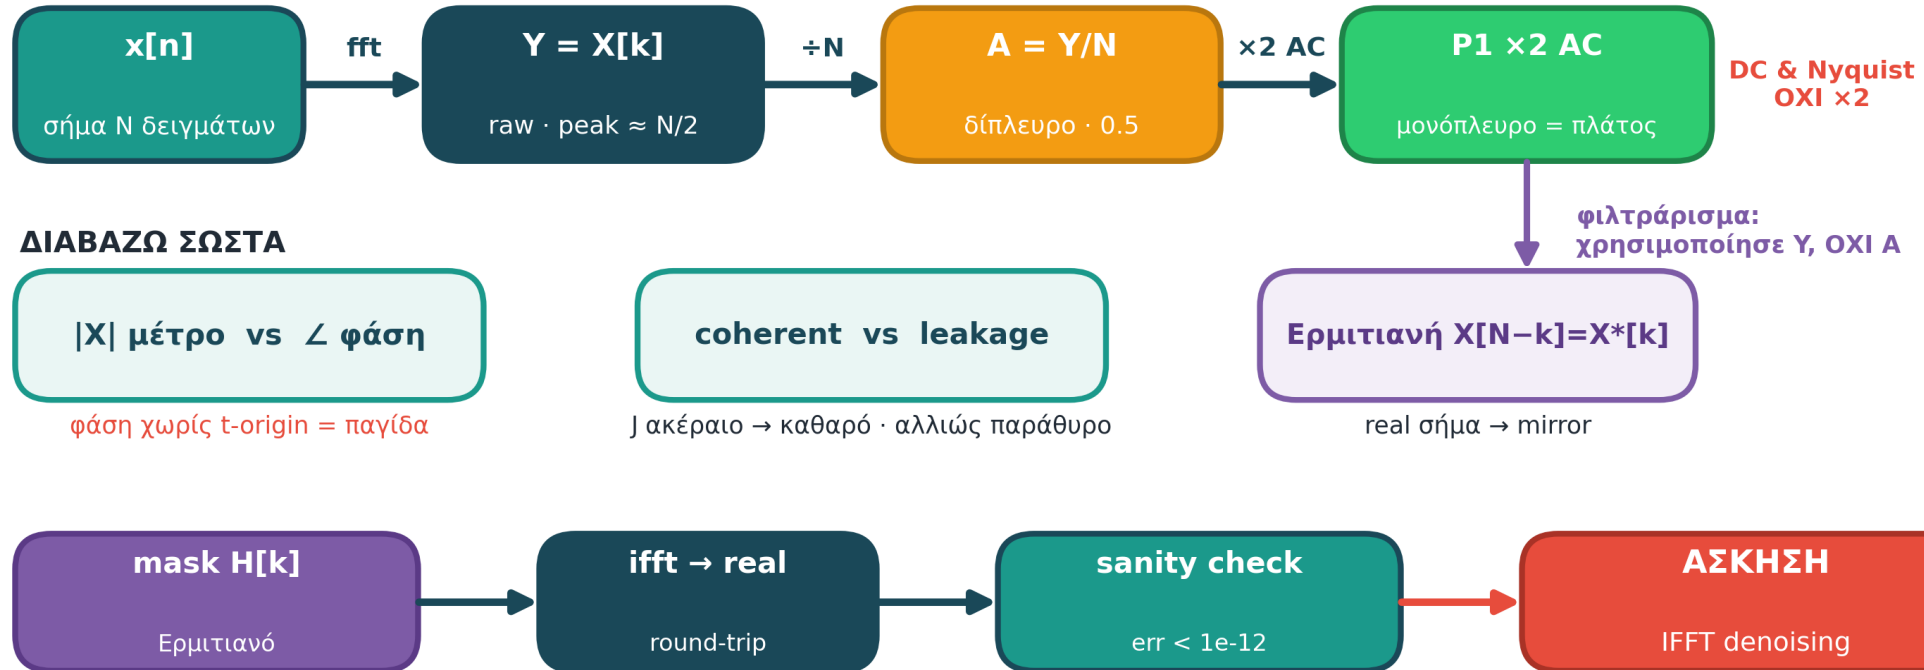 x[n]
σήμα N δειγμάτων
fft
Y = X[k]
raw · peak ≈ N/2
÷N
A = Y/N
δίπλευρο · 0.5
×2 AC
P1 ×2 AC
μονόπλευρο = πλάτος
DC & Nyquist
ΟΧΙ ×2
φιλτράρισμα:
χρησιμοποίησε Y, ΟΧΙ A
ΔΙΑΒΑΖΩ ΣΩΣΤΑ
|X| μέτρο vs ∠ φάση
φάση χωρίς t-origin = παγίδα
coherent vs leakage
J ακέραιο → καθαρό · αλλιώς παράθυρο
Ερμιτιανή X[N−k]=X*[k]
real σήμα → mirror
mask H[k]
Ερμιτιανό
ifft → real
round-trip
sanity check
err < 1e-12
ΑΣΚΗΣΗ
IFFT denoising